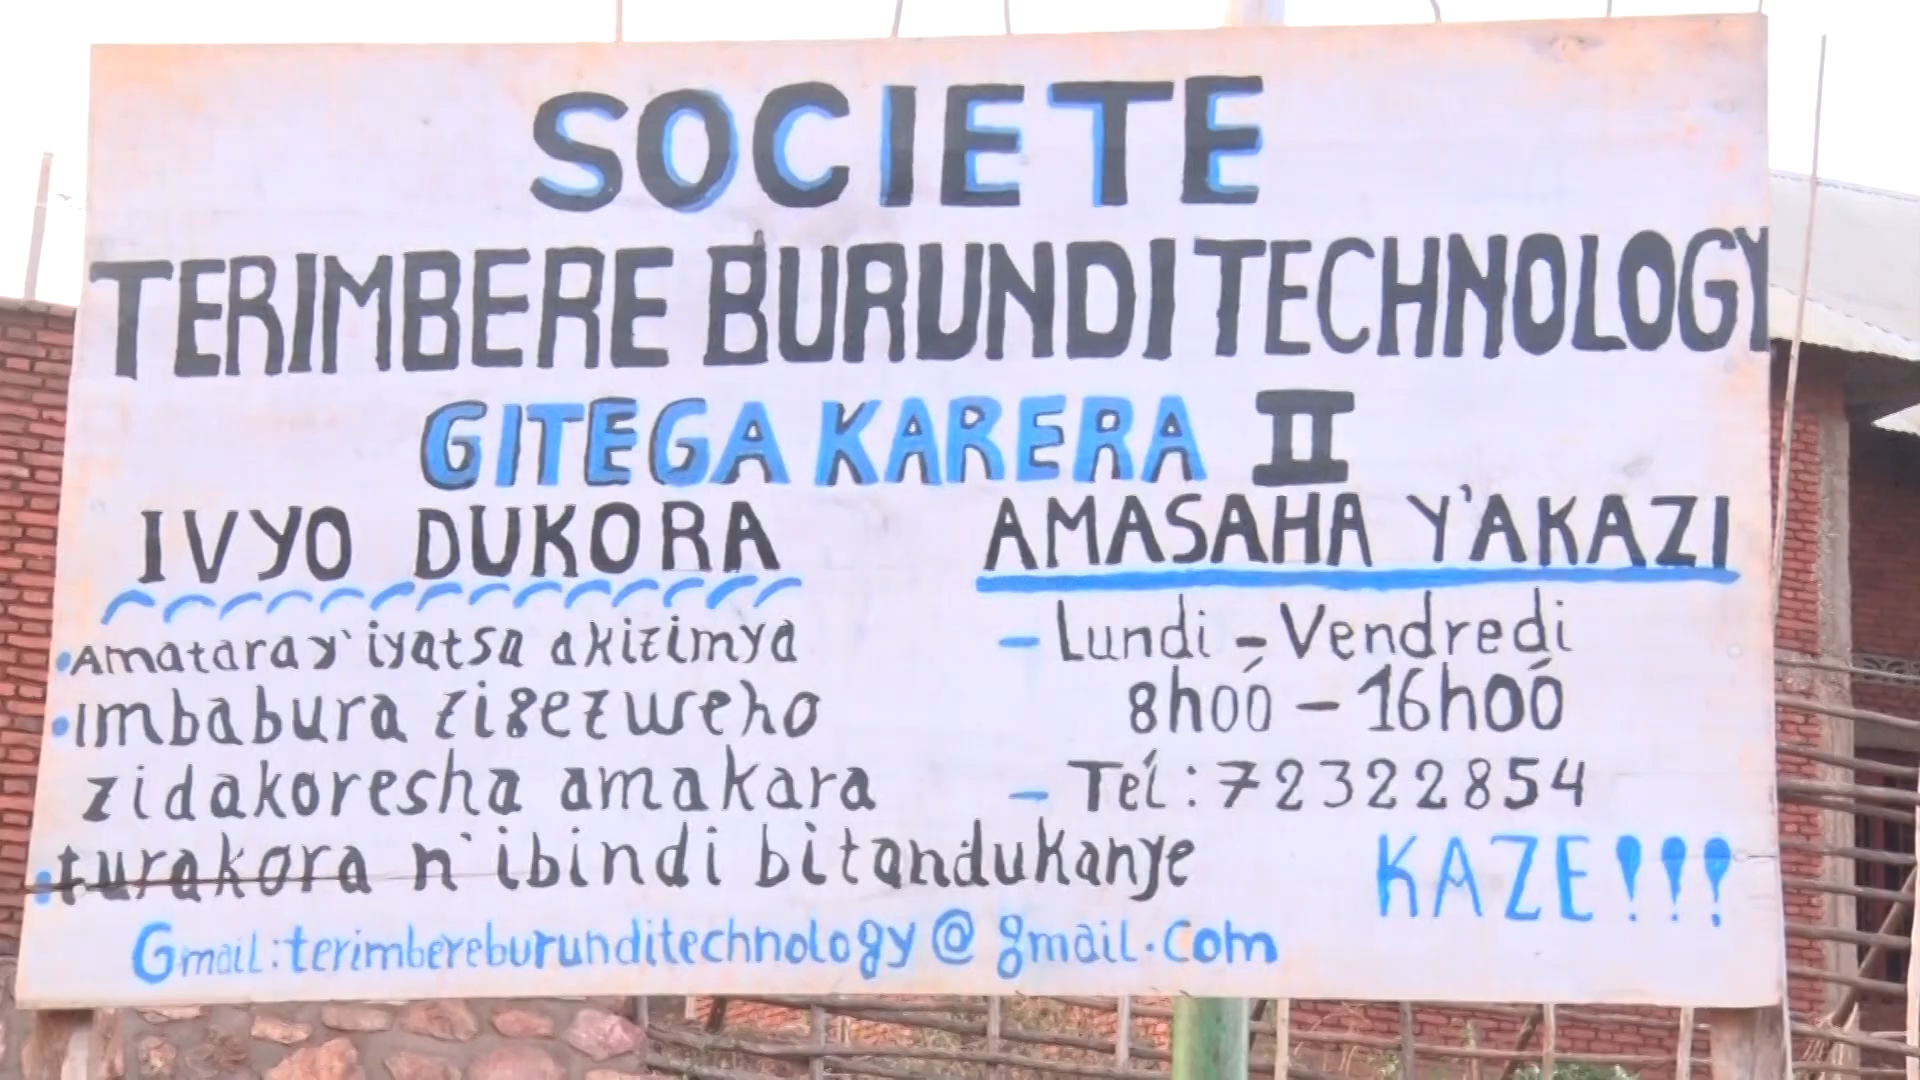 SOCIETE
TERIMBERE BURUNDI TECHNOLOGY
GITEGA KARERA II
IVYO DUKORA
•Amatara y'iyatsa akizimya
•imbabura zigezweho
zidakoresha amakara
•turakora n'ibindi bitandukanye
AMASAHA Y'AKAZI
- Lundi - Vendredi
8h00 - 16h00
- Tél: 72322854
KAZE!!!
Gmail: terimbereburunditechnology@gmail.com